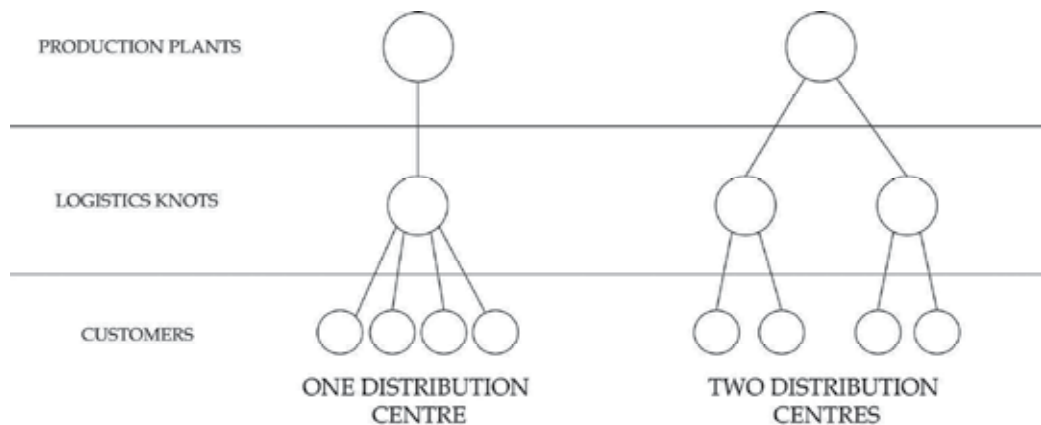 PRODUCTION PLANTS
LOGISTICS KNOTS
CUSTOMERS
ONE DISTRIBUTION
CENTRE
TWO DISTRIBUTION
CENTRES